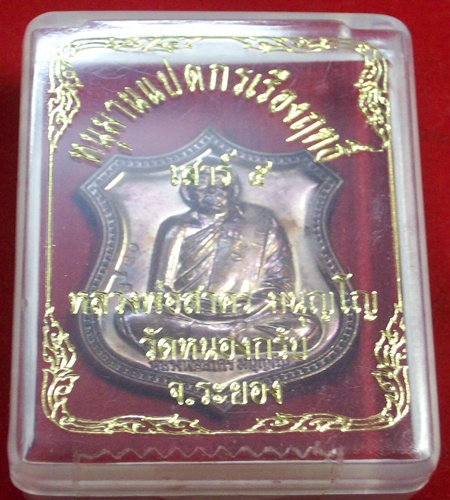 หนุมานแปดกรเรืองฤทธิ์
เสาร์ ๕
หลวงพ่อสาคร มนุญโญ
วัดหนองกรับ
จ.ระยอง